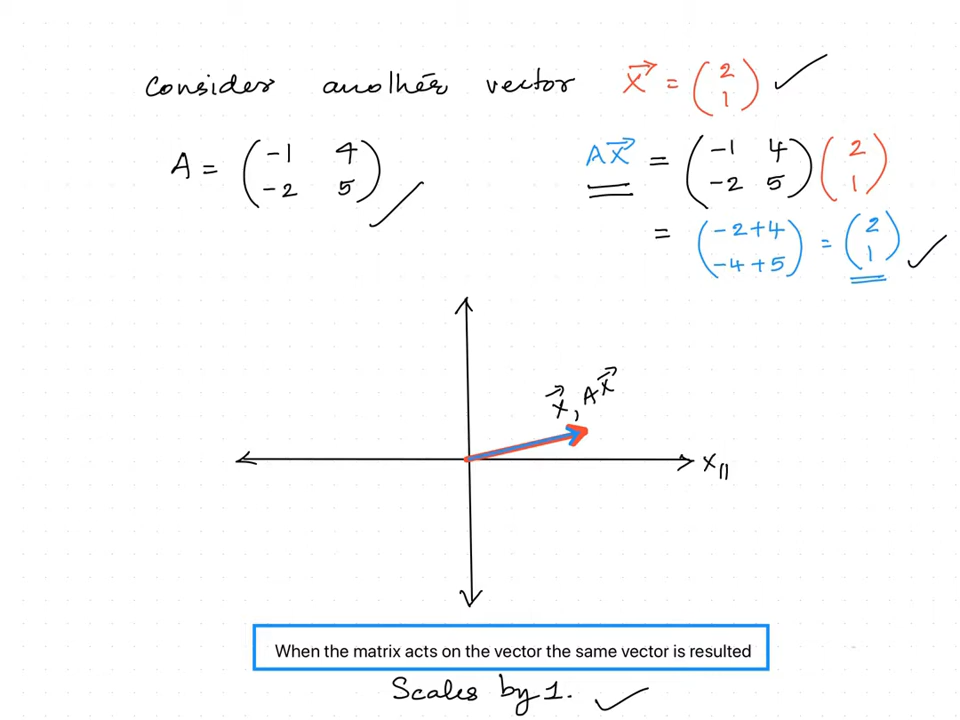 Consider another vector X⃗ = (2 1)
A = (-1 4 -2 5)
AX⃗ = (-1 4 -2 5) (2 1)
= (-2+4 -4+5) = (2 1)
X⃗, AX⃗
X11
When the matrix acts on the vector the same vector is resulted
Scales by 1.